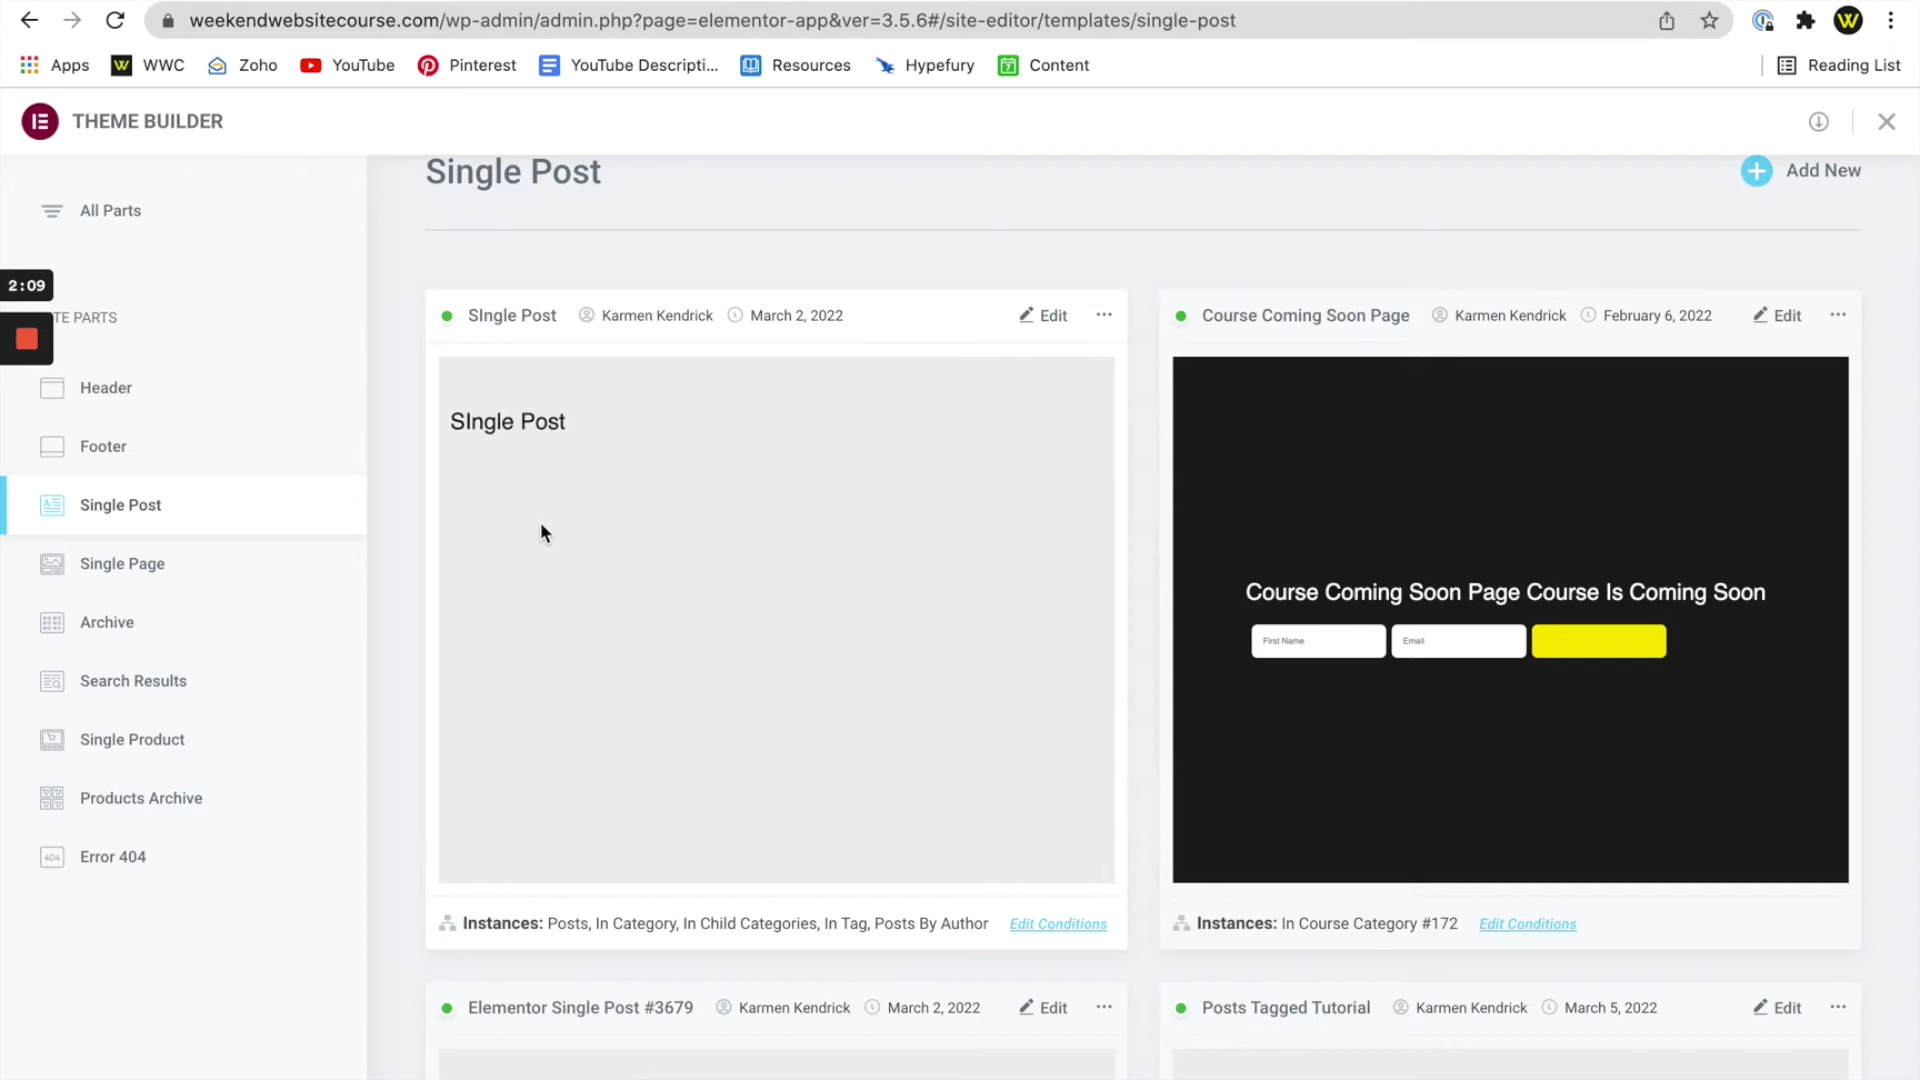 weekendwebsitecourse.com/wp-admin/admin.php?page=elementor-app&ver=3.5.6#/site-editor/templates/single-post
W
Apps
W
WWC
Zoho
YouTube
Pinterest
YouTube Descripti...
Resources
Hypefury
7
Content
Reading List
THEME BUILDER
Single Post
Add New
All Parts
2:09
TE PARTS
Header
Footer
Single Post
Single Page
Archive
Search Results
Single Product
Products Archive
404
Error 404
SIngle Post
Karmen Kendrick
March 2, 2022
Edit
SIngle Post
Instances: Posts, In Category, In Child Categories, In Tag, Posts By Author
Edit Conditions
Course Coming Soon Page
Karmen Kendrick
February 6, 2022
Edit
Course Coming Soon Page Course Is Coming Soon
First Name
Email
Instances: In Course Category #172
Edit Conditions
Elementor Single Post #3679
Karmen Kendrick
March 2, 2022
Edit
Posts Tagged Tutorial
Karmen Kendrick
March 5, 2022
Edit